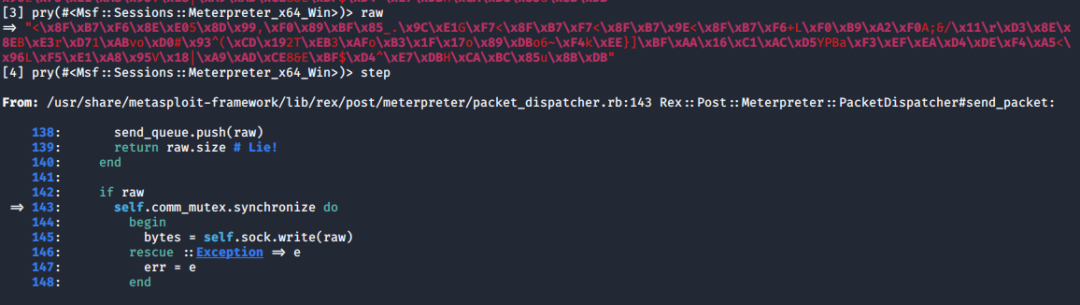 [3] pry(#<Msf::Sessions::Meterpreter_x64_Win>)> raw
⇒ "<\x8F\xB7\xF6\x8E\xE05\x8D\x99,\xF0\x89\xBF\x85_.\x9C\xE1G\xF7<\x8F\xB7\xF7<\x8F\xB7\x9E<\x8F\xB7\xF6+L\xF0\xB9\xA2\xF0A;&/\x11\r\xD3\x8E\x
8EB\xE3r\xD71\xABvo\xD0#\x93^(\xCD\x192T\xEB3\xAFo\xB3\x1F\x17o\x89\xDBo6~\xF4k\xEE}]\xBF\xAA\x16\xC1\xAC\xD5YPBa\xF3\xEF\xEA\xD4\xDE\xF4\xA5<\
x96L\xF5\xE1\xA8\x95V\x18|\xA9\xAD\xCE86E\xBF$\xD4^\xE7\xDBH\xCA\xBC\x85u\x8B\xDB"
[4] pry(#<Msf::Sessions::Meterpreter_x64_Win>)> step
From: /usr/share/metasploit-framework/lib/rex/post/meterpreter/packet_dispatcher.rb:143 Rex::Post::Meterpreter::PacketDispatcher#send_packet:
138: send_queue.push(raw)
139: return raw.size # Lie!
140: end
141:
142: if raw
⇒ 143: self.comm_mutex.synchronize do
144: begin
145: bytes = self.sock.write(raw)
146: rescue ::Exception ⇒ e
147: err = e
148: end